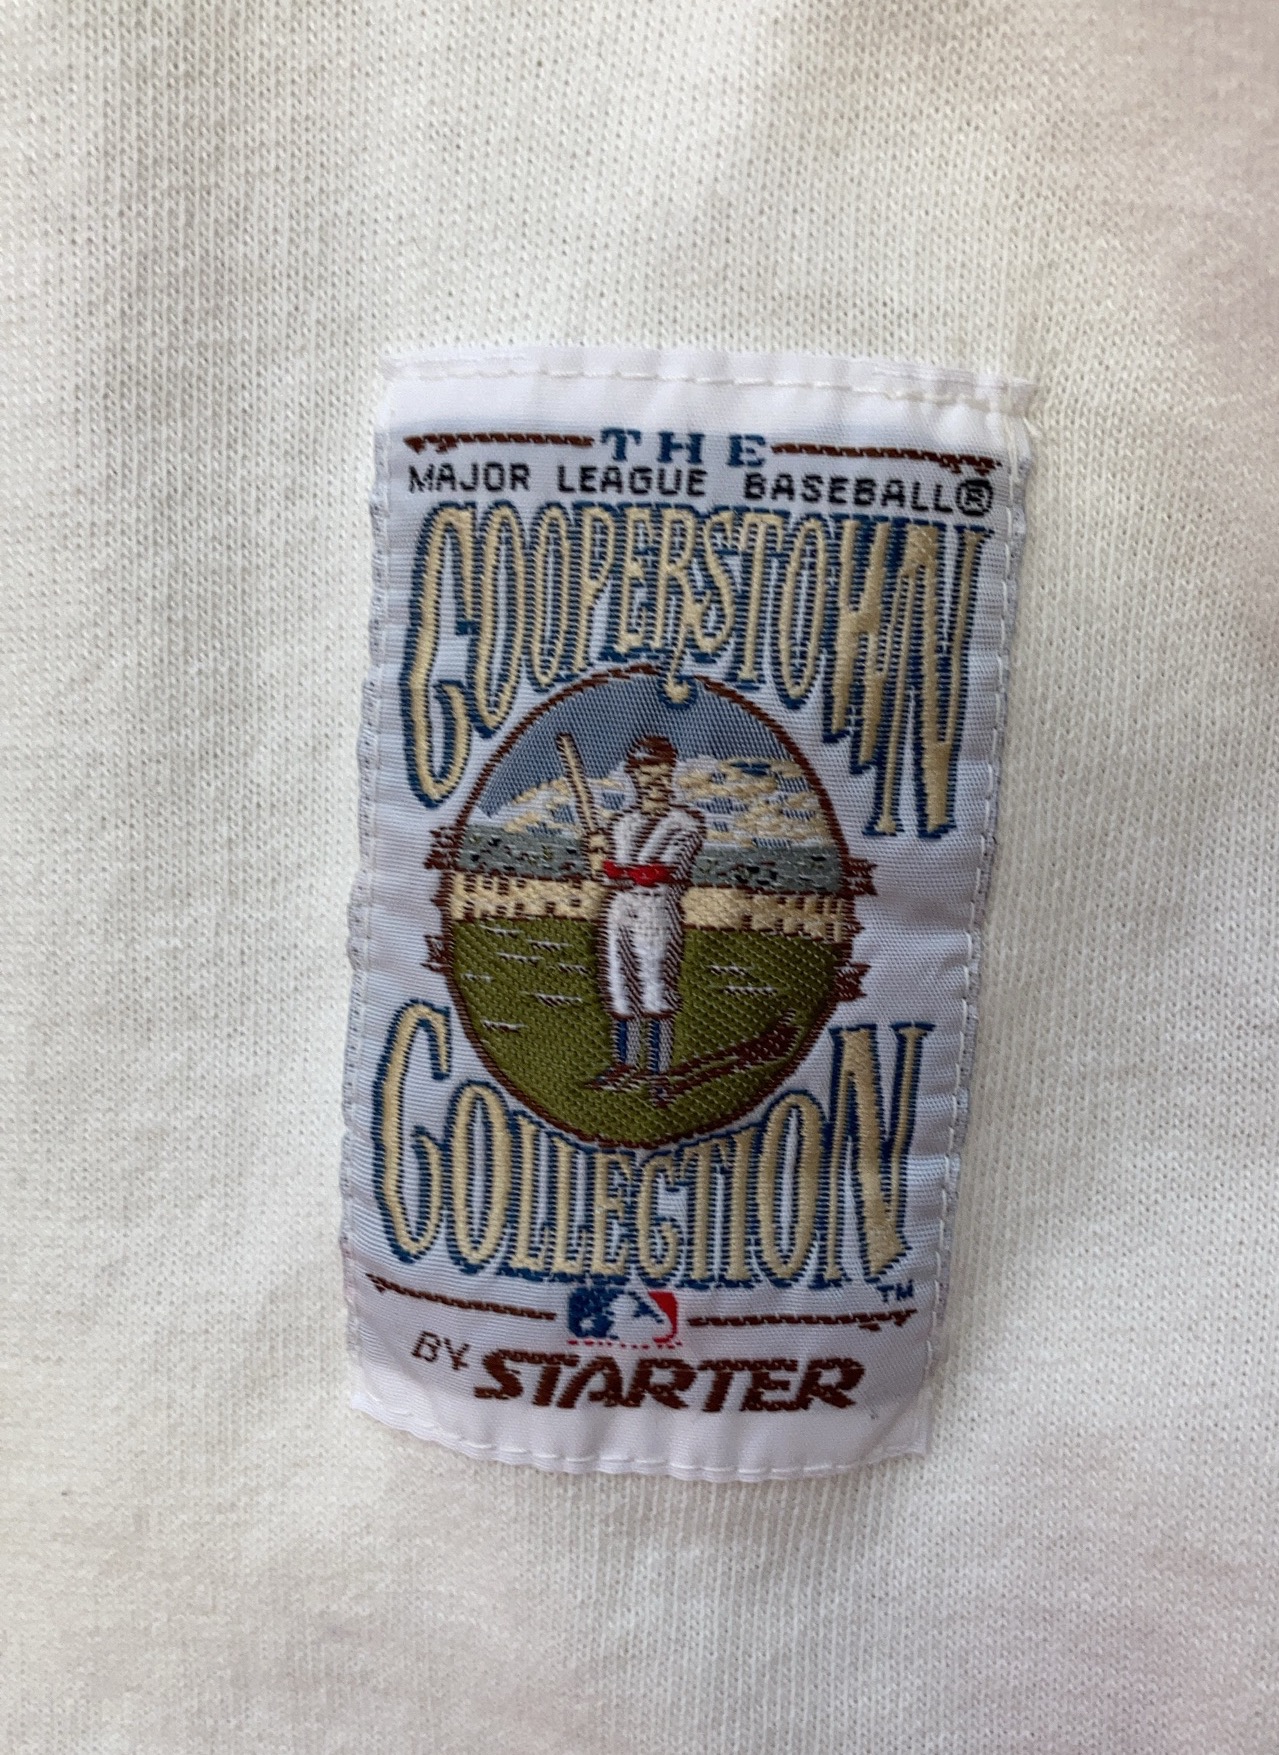 THE
MAJOR LEAGUE BASEBALL®
COOPERSTOWN
COLLECTION
TM
BY STARTER